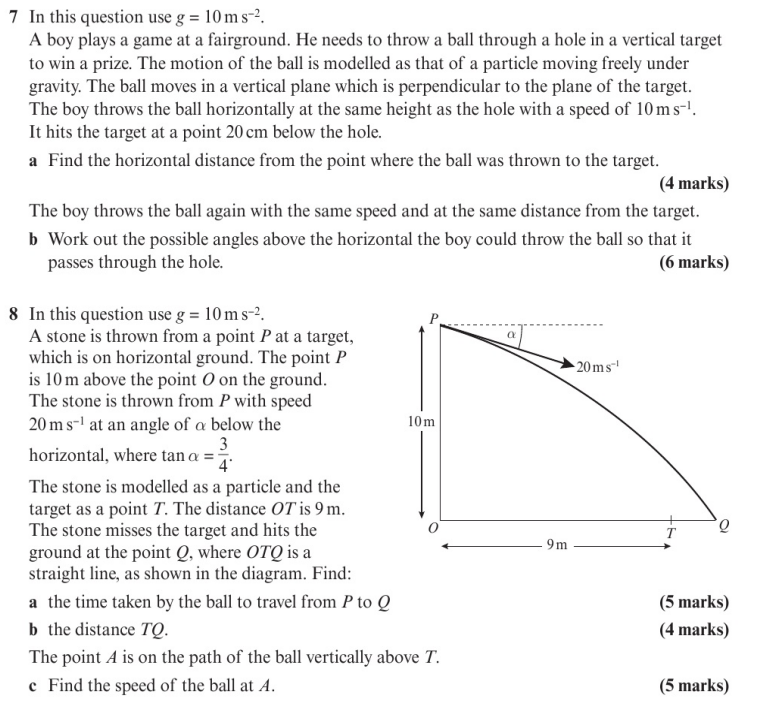 7 In this question use g = 10 m s⁻².
A boy plays a game at a fairground. He needs to throw a ball through a hole in a vertical target
to win a prize. The motion of the ball is modelled as that of a particle moving freely under
gravity. The ball moves in a vertical plane which is perpendicular to the plane of the target.
The boy throws the ball horizontally at the same height as the hole with a speed of 10 m s⁻¹.
It hits the target at a point 20 cm below the hole.
a Find the horizontal distance from the point where the ball was thrown to the target.
(4 marks)
The boy throws the ball again with the same speed and at the same distance from the target.
b Work out the possible angles above the horizontal the boy could throw the ball so that it
passes through the hole. (6 marks)
8 In this question use g = 10 m s⁻².
A stone is thrown from a point P at a target,
which is on horizontal ground. The point P
is 10 m above the point O on the ground.
The stone is thrown from P with speed
20 m s⁻¹ at an angle of α below the
horizontal, where tan α = 3/4.
The stone is modelled as a particle and the
target as a point T. The distance OT is 9 m.
The stone misses the target and hits the
ground at the point Q, where OTQ is a
straight line, as shown in the diagram. Find:
P
α
20 m s⁻¹
10 m
O
T
Q
9 m
a the time taken by the ball to travel from P to Q (5 marks)
b the distance TQ. (4 marks)
The point A is on the path of the ball vertically above T.
c Find the speed of the ball at A. (5 marks)